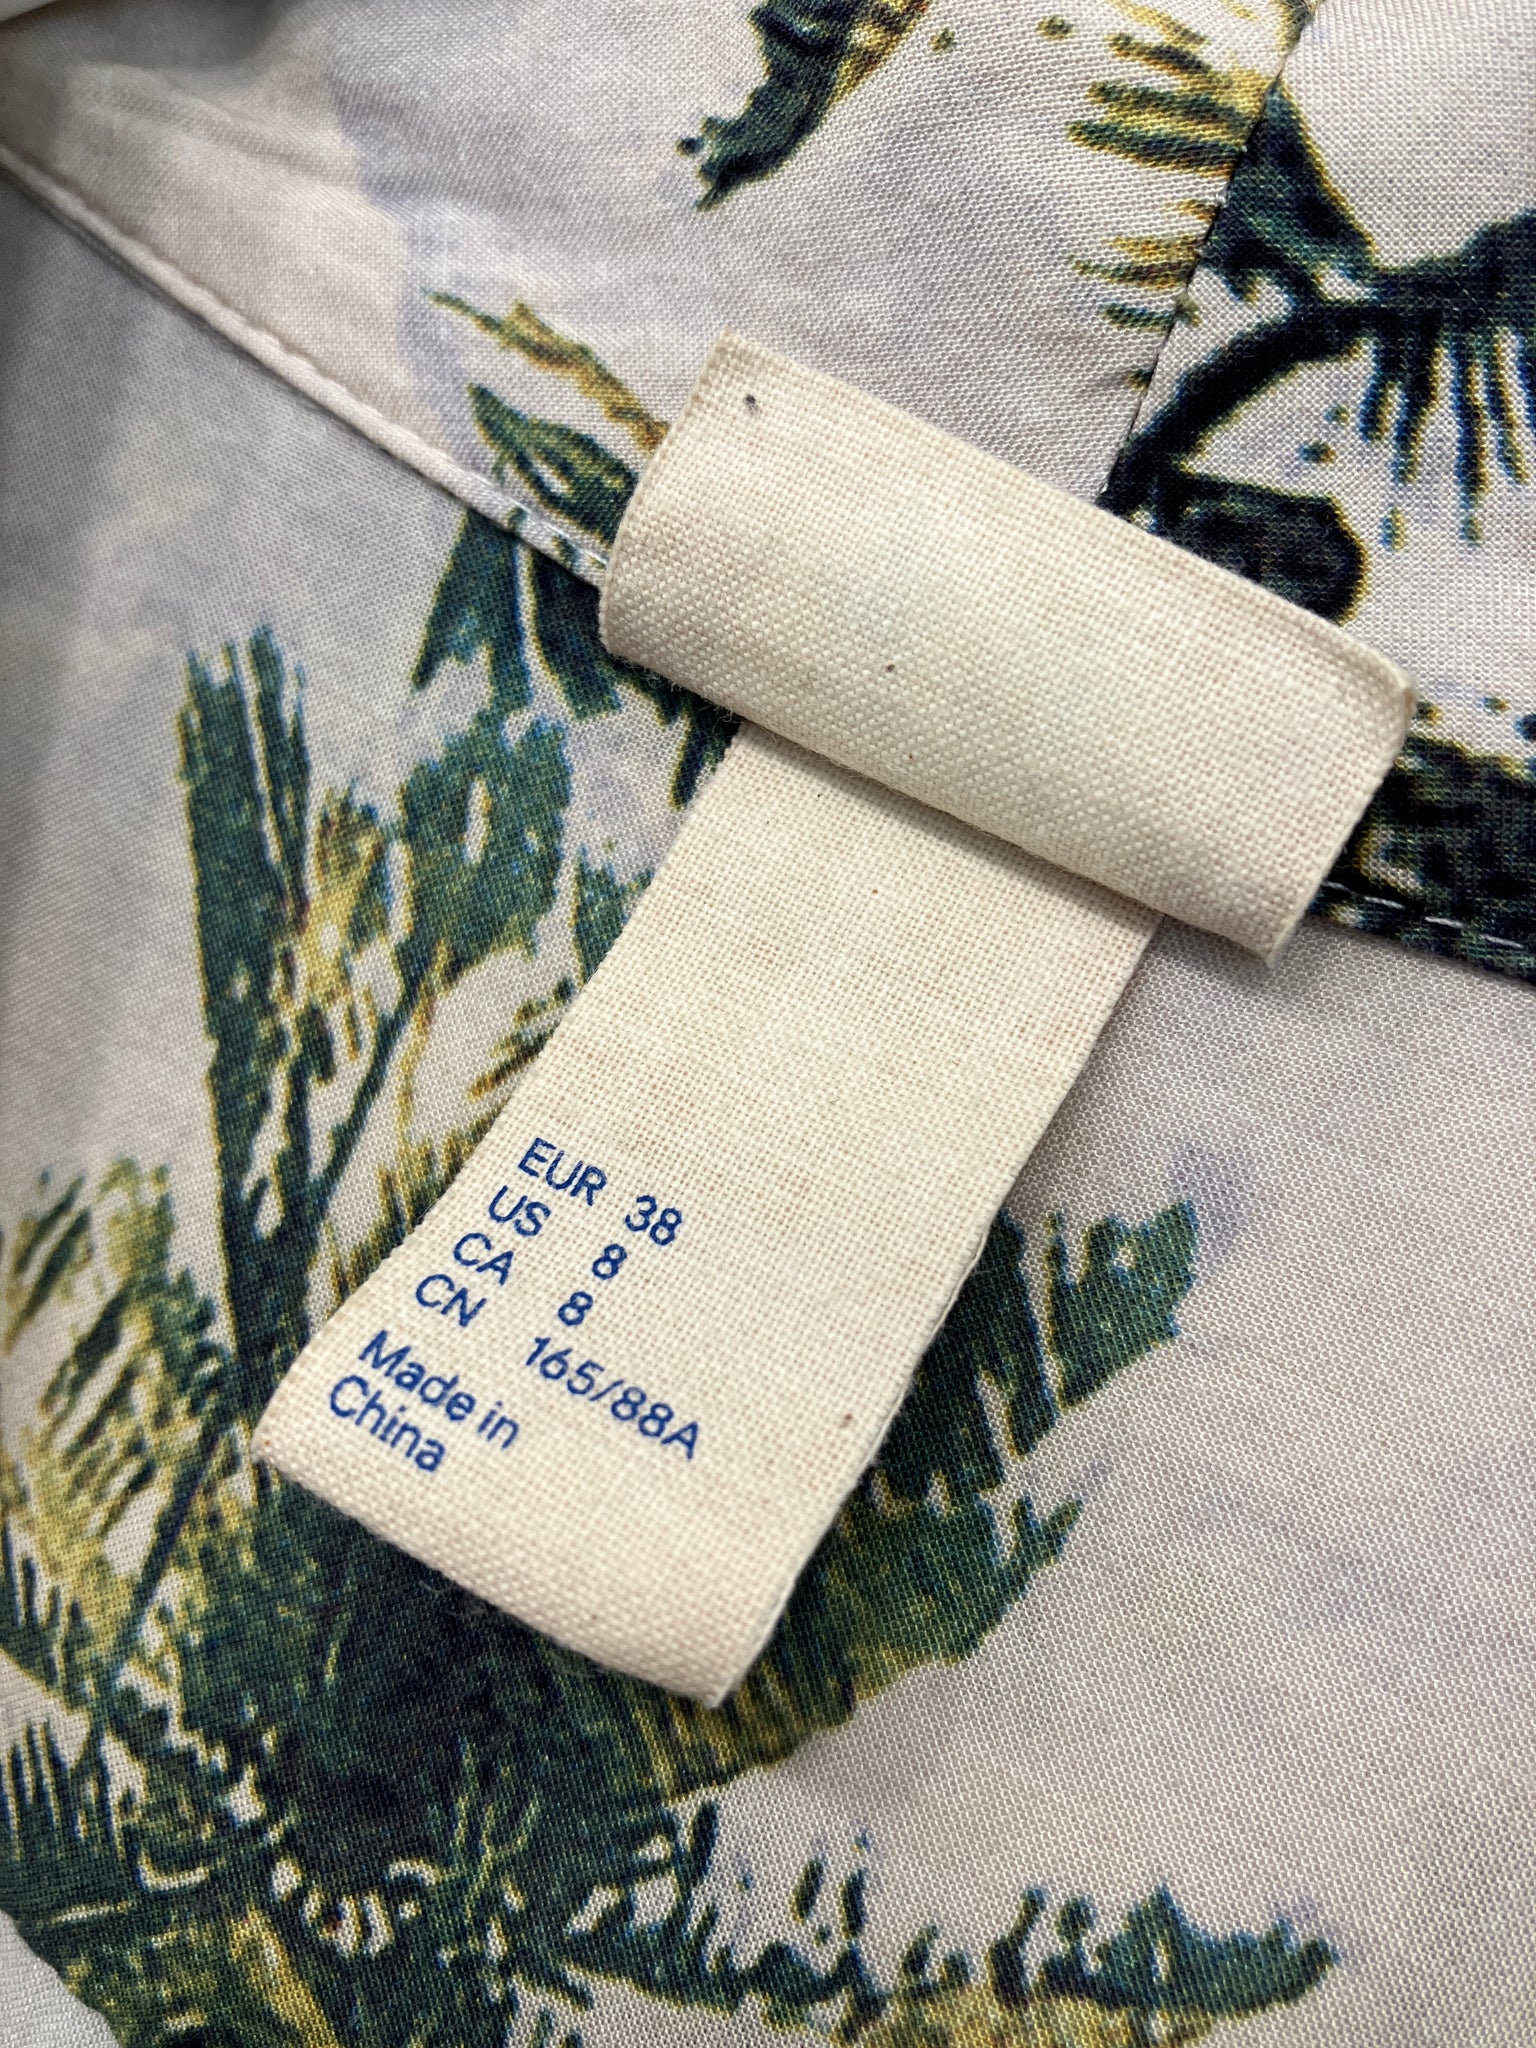 EUR 38
US 8
CA 8
CN 165/88A
Made in
China